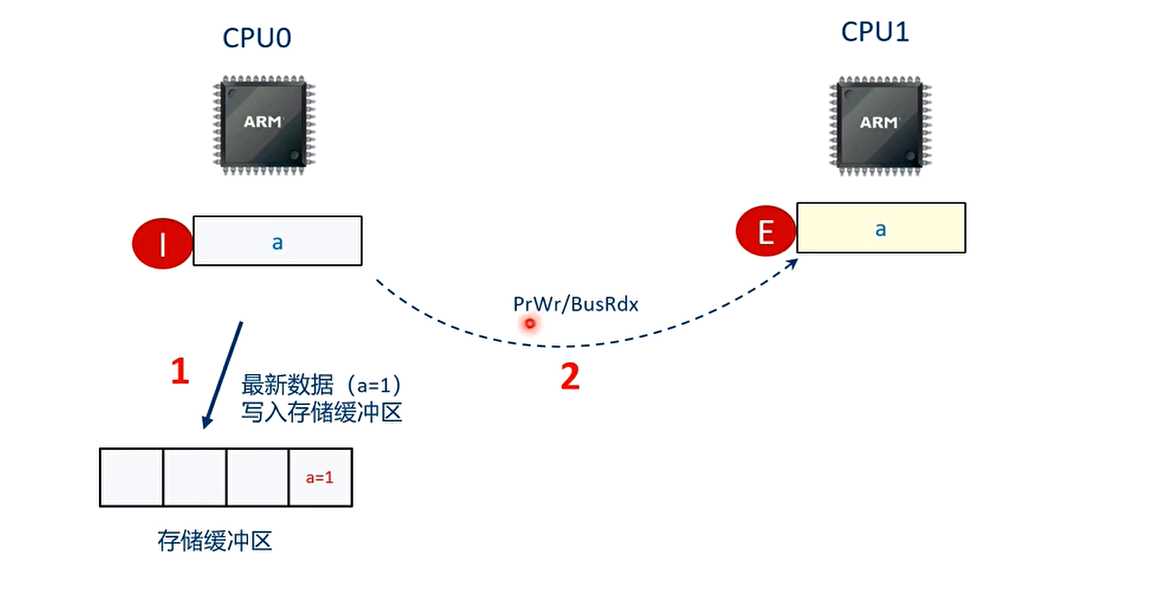 CPU0
CPU1
ARM
ARM
I
a
E
a
PrWr/BusRdx
1
2
最新数据（a=1）
写入存储缓冲区
a=1
存储缓冲区